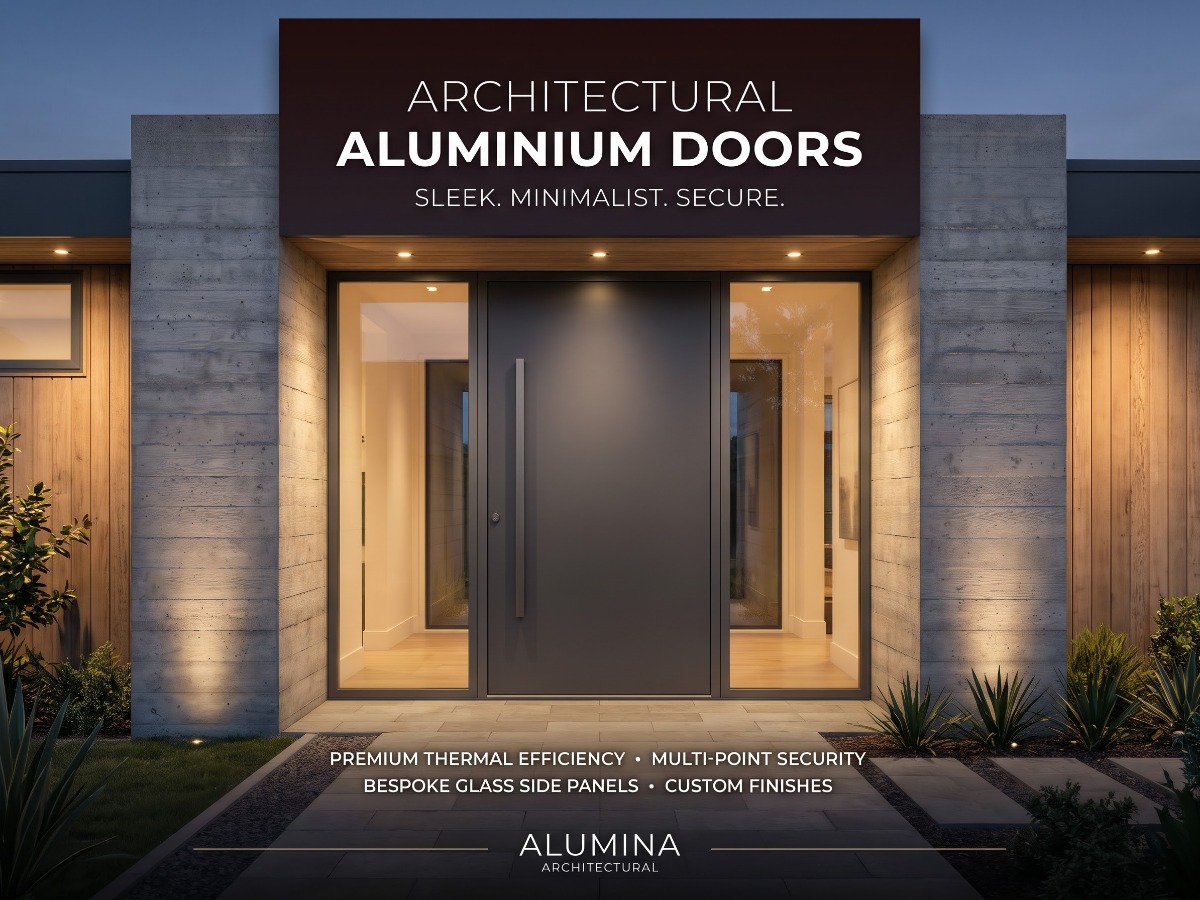 ARCHITECTURAL
ALUMINIUM DOORS
SLEEK. MINIMALIST. SECURE.
PREMIUM THERMAL EFFICIENCY • MULTI-POINT SECURITY
BESPOKE GLASS SIDE PANELS • CUSTOM FINISHES
ALUMINA
ARCHITECTURAL